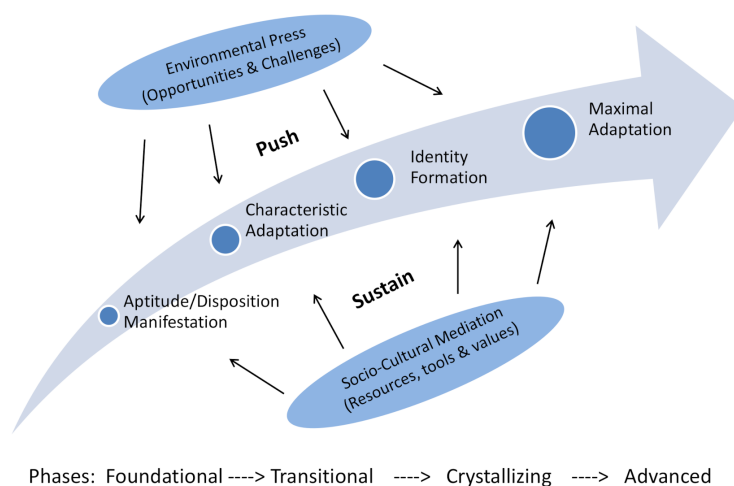 Environmental Press
(Opportunities & Challenges)
Push
Maximal
Adaptation
Identity
Formation
Characteristic
Adaptation
Aptitude/Disposition
Manifestation
Sustain
Socio-Cultural Mediation
(Resources, tools & values)
Phases: Foundational ----> Transitional ----> Crystallizing ----> Advanced